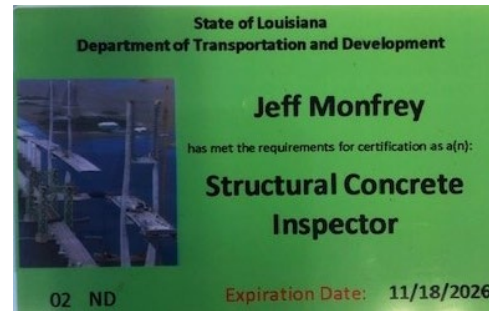 State of Louisiana
Department of Transportation and Development
Jeff Monfrey
has met the requirements for certification as a(n):
Structural Concrete
Inspector
02 ND Expiration Date: 11/18/2026